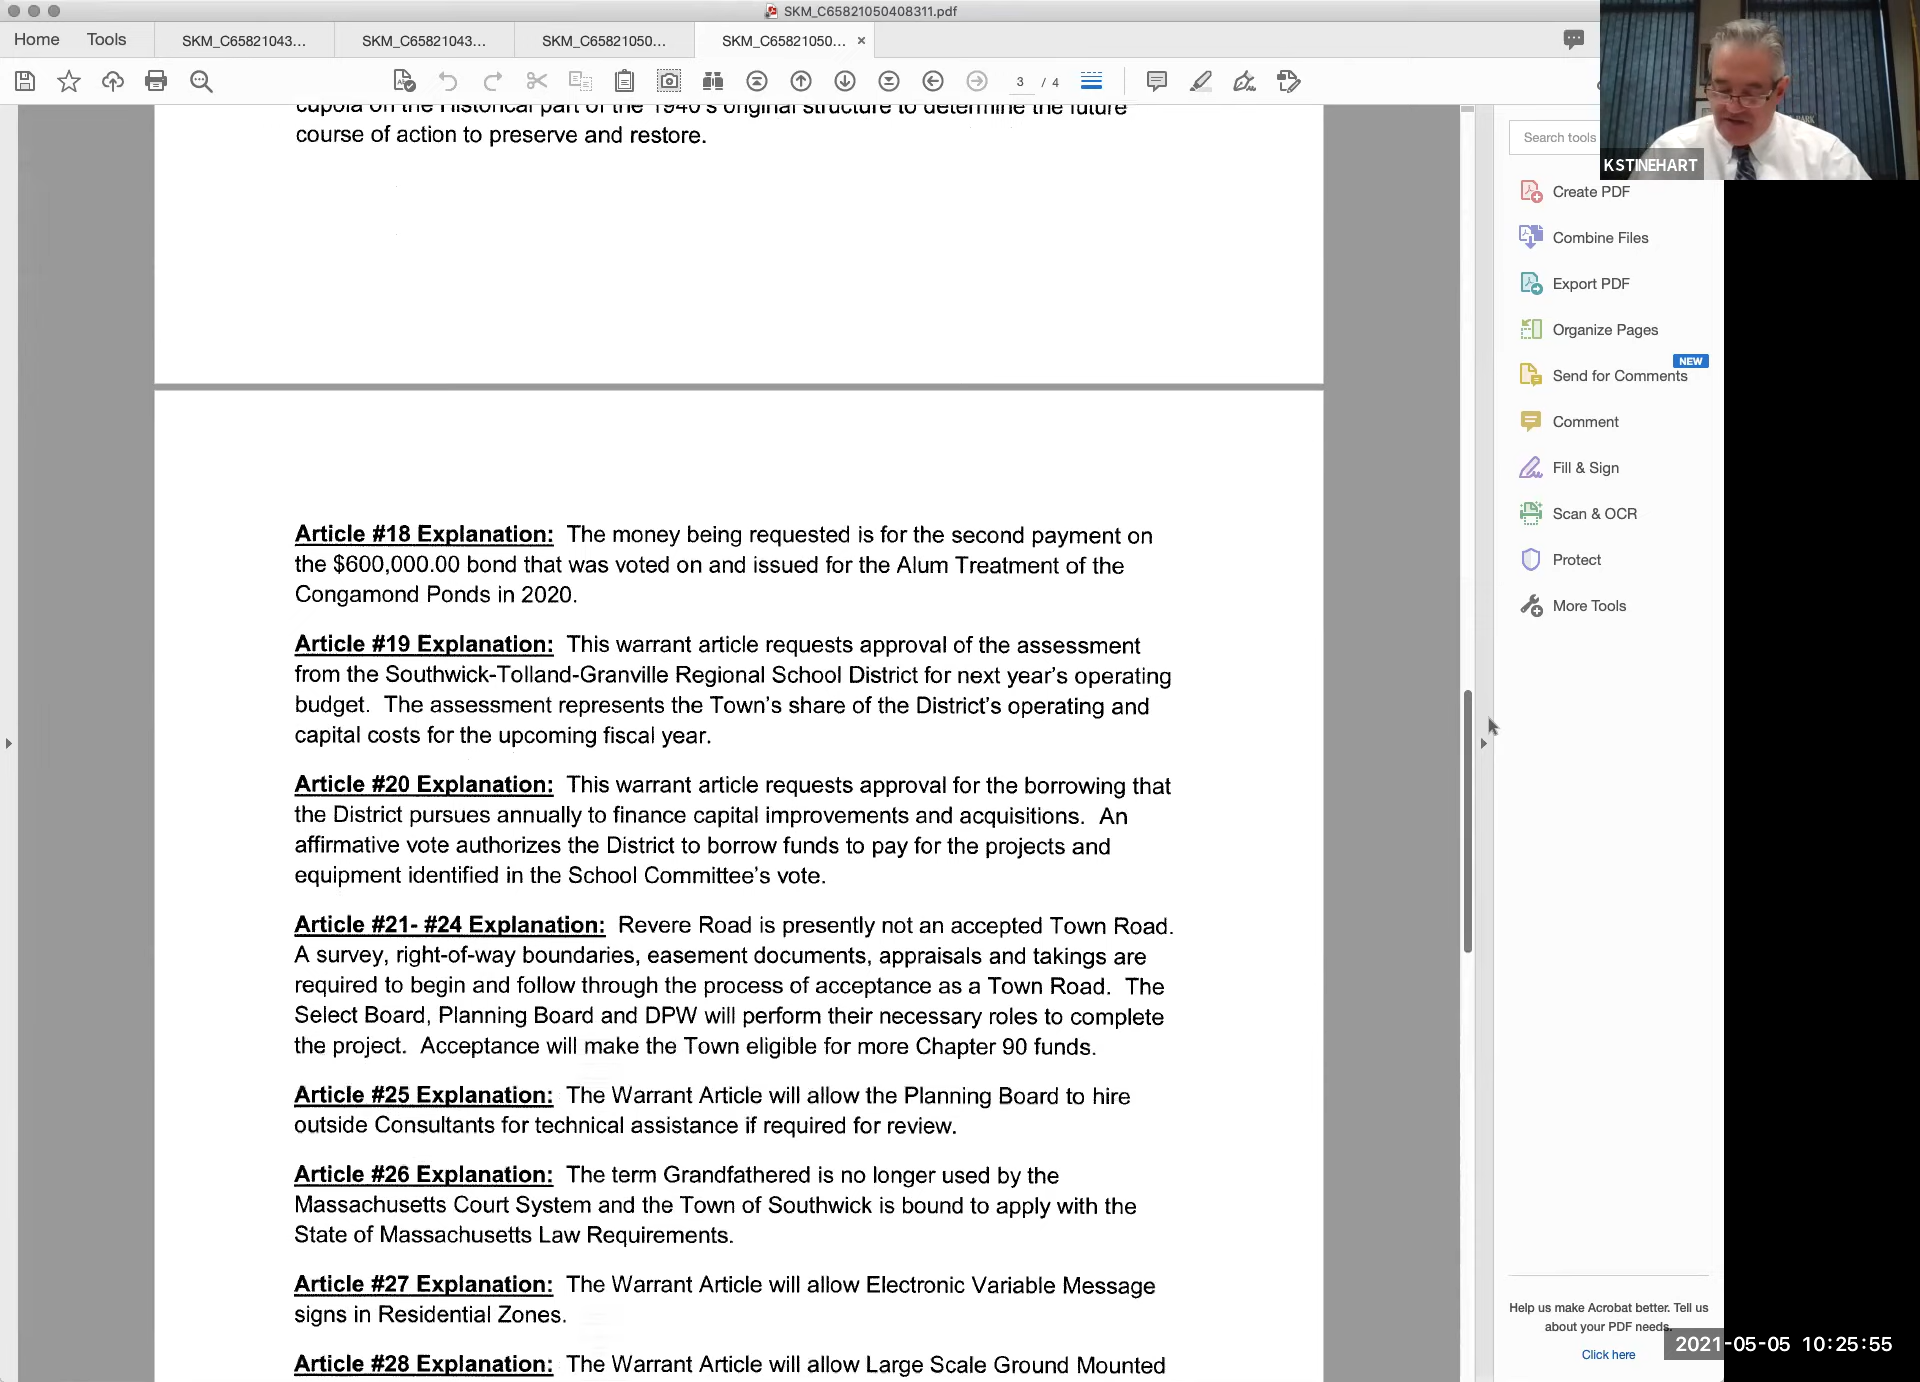 SKM_C65821050408311.pdf
Home Tools SKM_C65821043... SKM_C65821043... SKM_C65821050... SKM_C65821050... ×
3 / 4
cupola on the Historical part of the 1940's original structure to determine the future
course of action to preserve and restore.
Article #18 Explanation: The money being requested is for the second payment on
the $600,000.00 bond that was voted on and issued for the Alum Treatment of the
Congamond Ponds in 2020.
Article #19 Explanation: This warrant article requests approval of the assessment
from the Southwick-Tolland-Granville Regional School District for next year's operating
budget. The assessment represents the Town's share of the District's operating and
capital costs for the upcoming fiscal year.
Article #20 Explanation: This warrant article requests approval for the borrowing that
the District pursues annually to finance capital improvements and acquisitions. An
affirmative vote authorizes the District to borrow funds to pay for the projects and
equipment identified in the School Committee's vote.
Article #21- #24 Explanation: Revere Road is presently not an accepted Town Road.
A survey, right-of-way boundaries, easement documents, appraisals and takings are
required to begin and follow through the process of acceptance as a Town Road. The
Select Board, Planning Board and DPW will perform their necessary roles to complete
the project. Acceptance will make the Town eligible for more Chapter 90 funds.
Article #25 Explanation: The Warrant Article will allow the Planning Board to hire
outside Consultants for technical assistance if required for review.
Article #26 Explanation: The term Grandfathered is no longer used by the
Massachusetts Court System and the Town of Southwick is bound to apply with the
State of Massachusetts Law Requirements.
Article #27 Explanation: The Warrant Article will allow Electronic Variable Message
signs in Residential Zones.
Article #28 Explanation: The Warrant Article will allow Large Scale Ground Mounted
K STINEHART
Search tools
Create PDF
Combine Files
Export PDF
Organize Pages
NEW
Send for Comments
Comment
Fill & Sign
Scan & OCR
Protect
More Tools
Help us make Acrobat better. Tell us
about your PDF needs.
Click here
2021-05-05 10:25:55